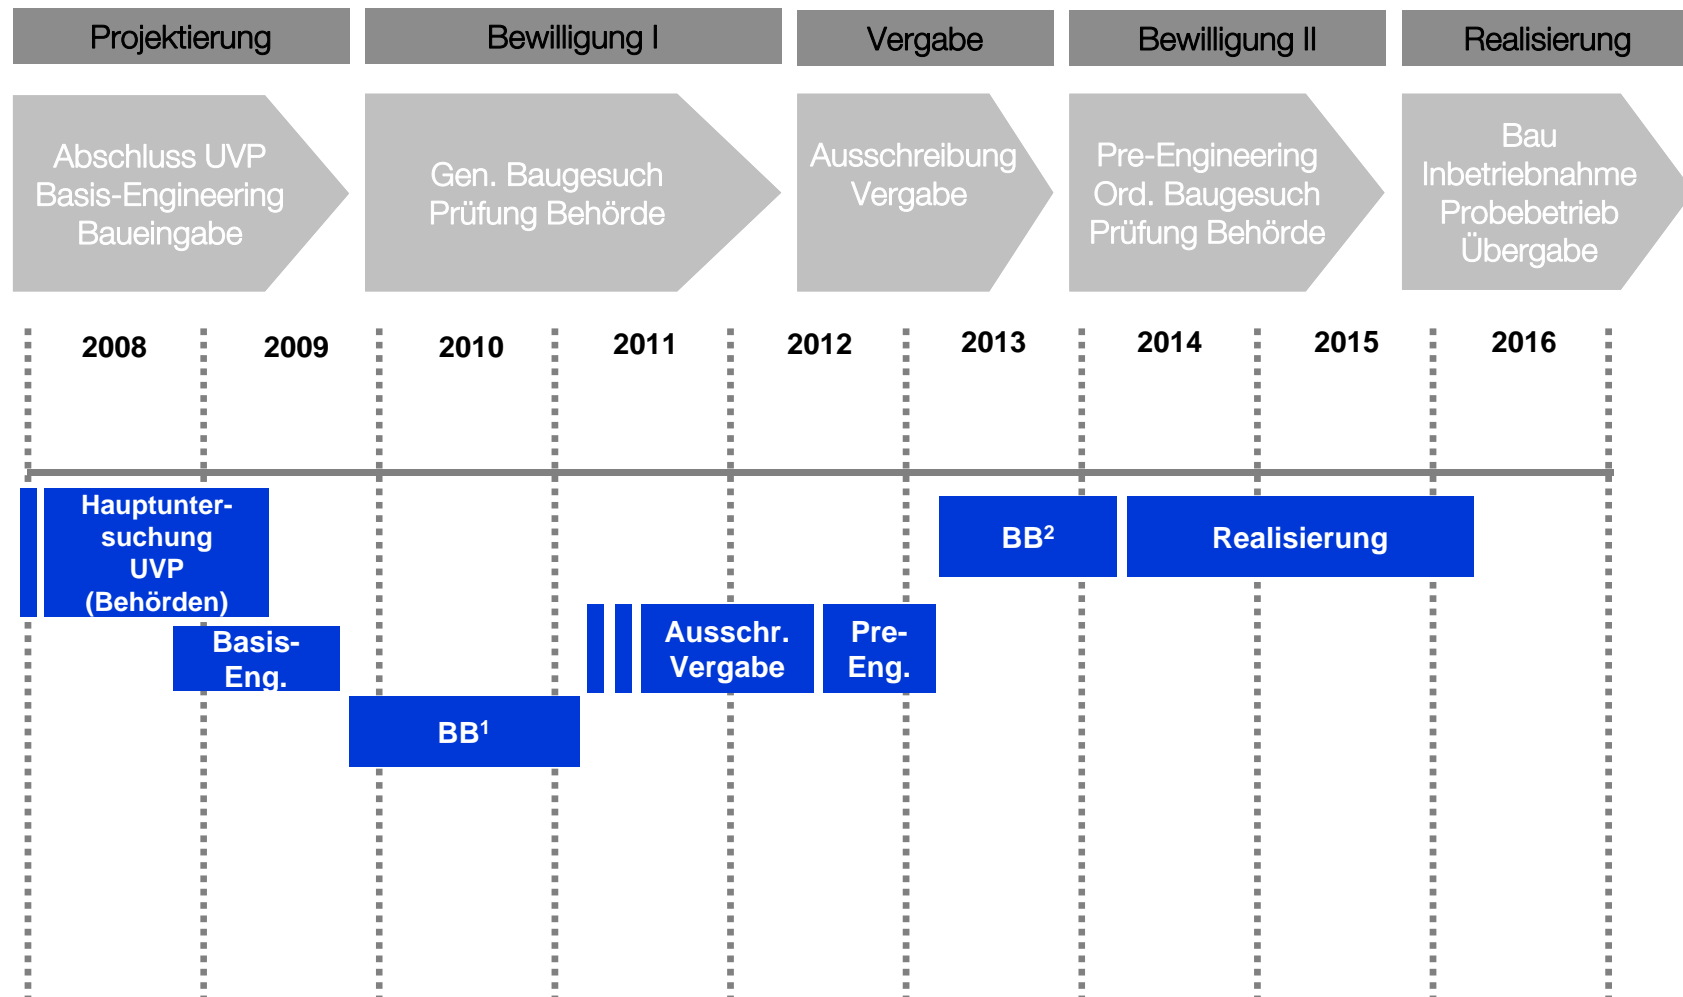 Projektierung
Bewilligung I
Vergabe
Bewilligung II
Realisierung
Abschluss UVP
Basis-Engineering
Baueingabe
Gen. Baugesuch
Prüfung Behörde
Ausschreibung
Vergabe
Pre-Engineering
Ord. Baugesuch
Prüfung Behörde
Bau
Inbetriebnahme
Probebetrieb
Übergabe
2008
2009
2010
2011
2012
2013
2014
2015
2016
Hauptunter-
suchung
UVP
(Behörden)
Basis-
Eng.
BB¹
Ausschr.
Vergabe
Pre-
Eng.
BB²
Realisierung